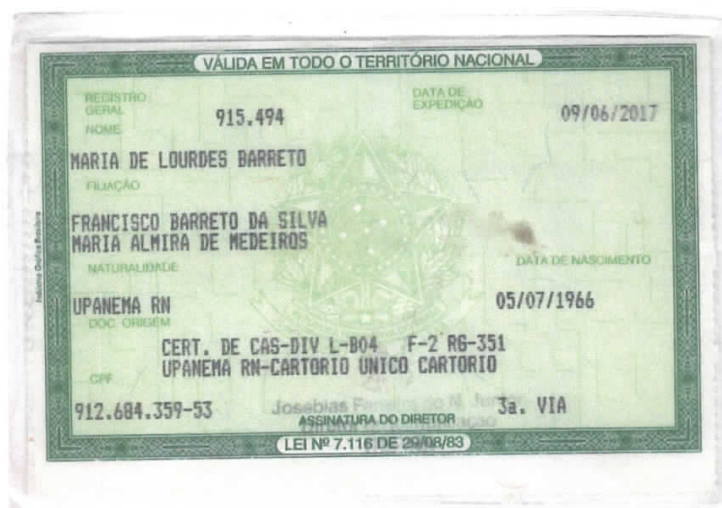 VÁLIDA EM TODO O TERRITÓRIO NACIONAL
REGISTRO GERAL 915.494 DATA DE EXPEDIÇÃO 09/06/2017
NOME
MARIA DE LOURDES BARRETO
FILIAÇÃO
FRANCISCO BARRETO DA SILVA
MARIA ALMIRA DE MEDEIROS
NATURALIDADE DATA DE NASCIMENTO
UPANEMA RN 05/07/1966
DOC ORIGEM
CERT. DE CAS-DIV L-B04 F-2 RG-351
UPANEMA RN-CARTORIO UNICO CARTORIO
CPF
912.684.359-53 3a. VIA
Josebias
ASSINATURA DO DIRETOR
LEI Nº 7.116 DE 29/08/83